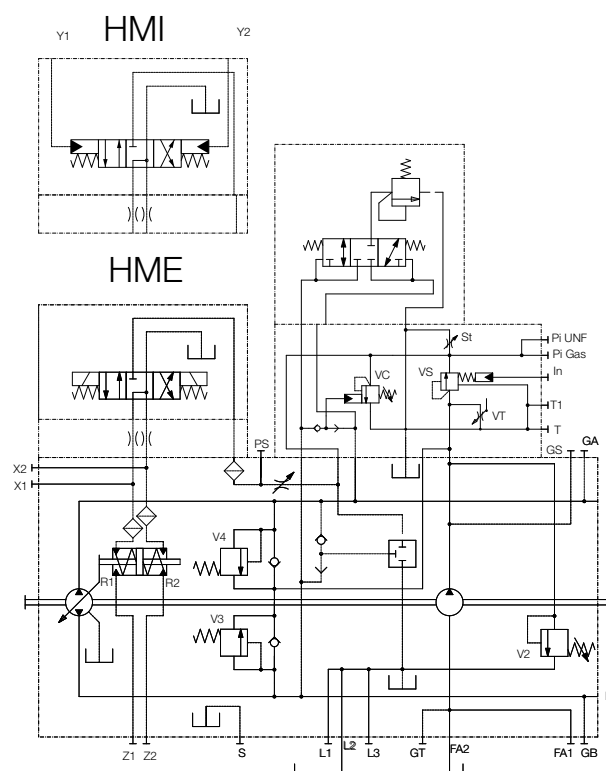 HMI
Y1
Y2
HME
St
Pi UNF
Pi Gas
VC
VS
In
T1
VT
T
PS
GS
GA
X2
X1
V4
R1
R2
V3
V2
Z1
Z2
S
L1
L2
L3
GT
FA2
FA1
GB